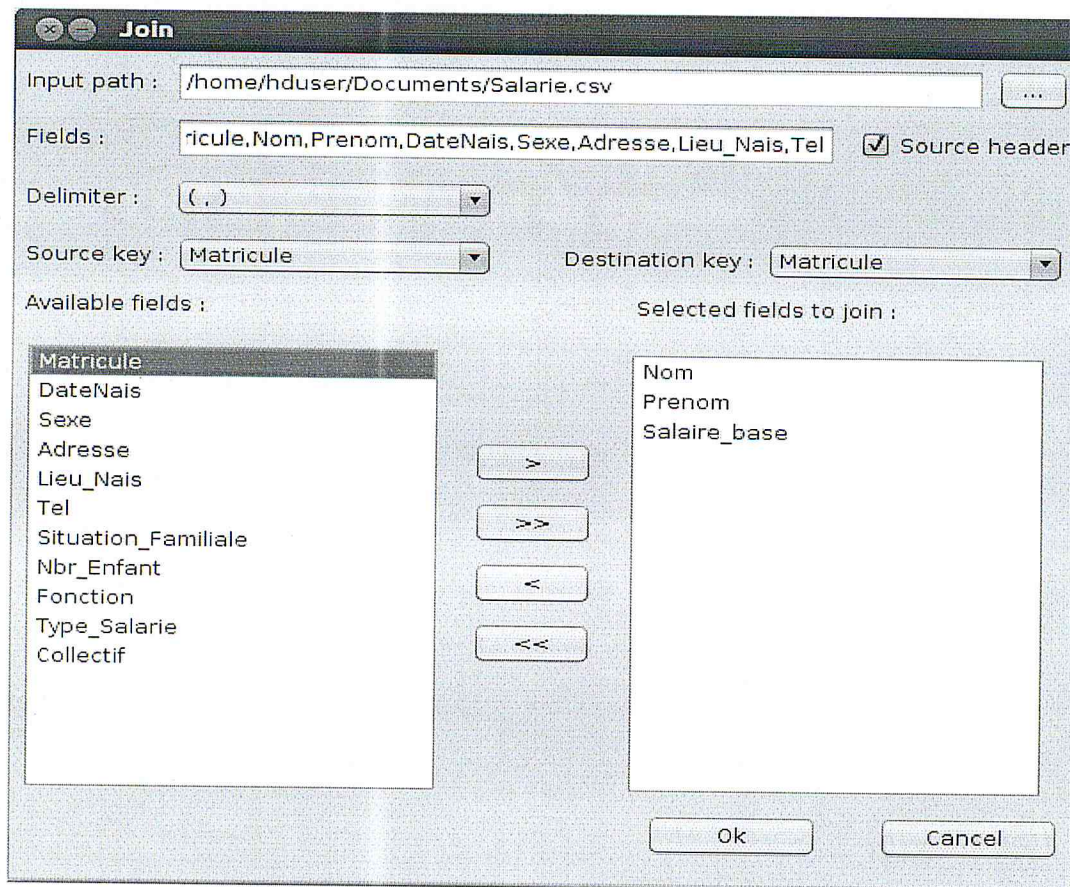 Join
Input path : /home/hduser/Documents/Salarie.csv ...
Fields : ricule,Nom,Prenom,DateNais,Sexe,Adresse,Lieu_Nais,Tel Source header
Delimiter : ( , )
Source key : Matricule Destination key : Matricule
Available fields :
Selected fields to join :
Matricule
DateNais
Sexe
Adresse
Lieu_Nais
Tel
Situation_Familiale
Nbr_Enfant
Fonction
Type_Salarie
Collectif
>
>>
<
<<
Nom
Prenom
Salaire_base
Ok Cancel